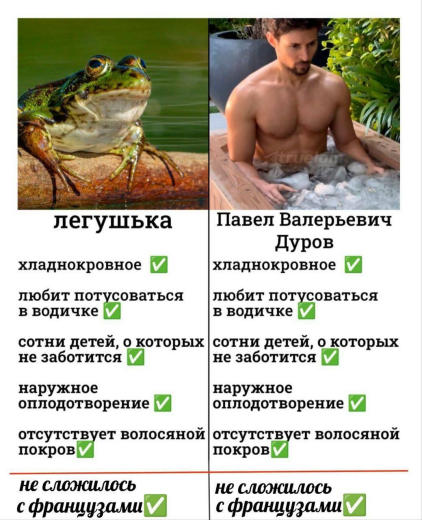 легушька
хладнокровное ✅
любит потусоваться
в водичке ✅
сотни детей, о которых
не заботится ✅
наружное
оплодотворение ✅
отсутствует волосяной
покров✅
не сложилось
с французами✅
Павел Валерьевич
Дуров
хладнокровное ✅
любит потусоваться
в водичке ✅
сотни детей, о которых
не заботится ✅
наружное
оплодотворение ✅
отсутствует волосяной
покров✅
не сложилось
с французами✅